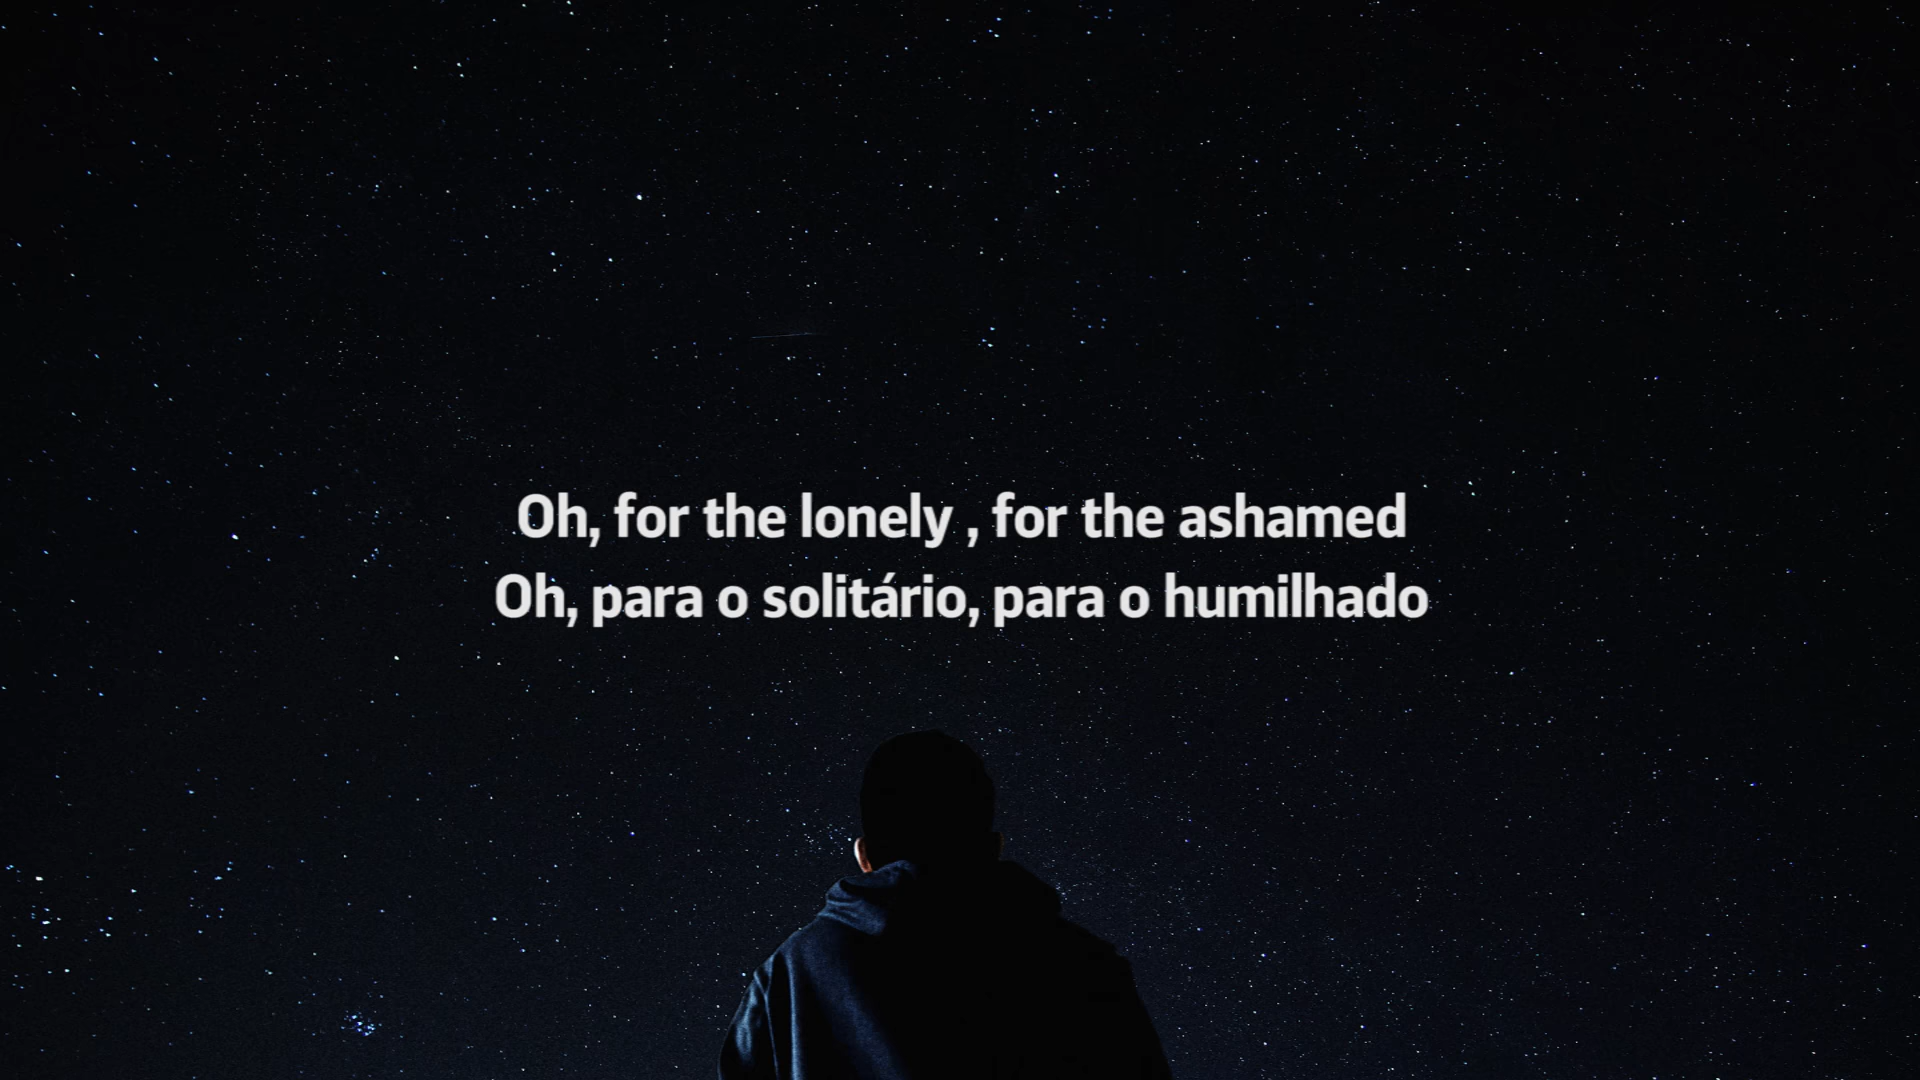 Oh, for the lonely , for the ashamed
Oh, para o solitário, para o humilhado